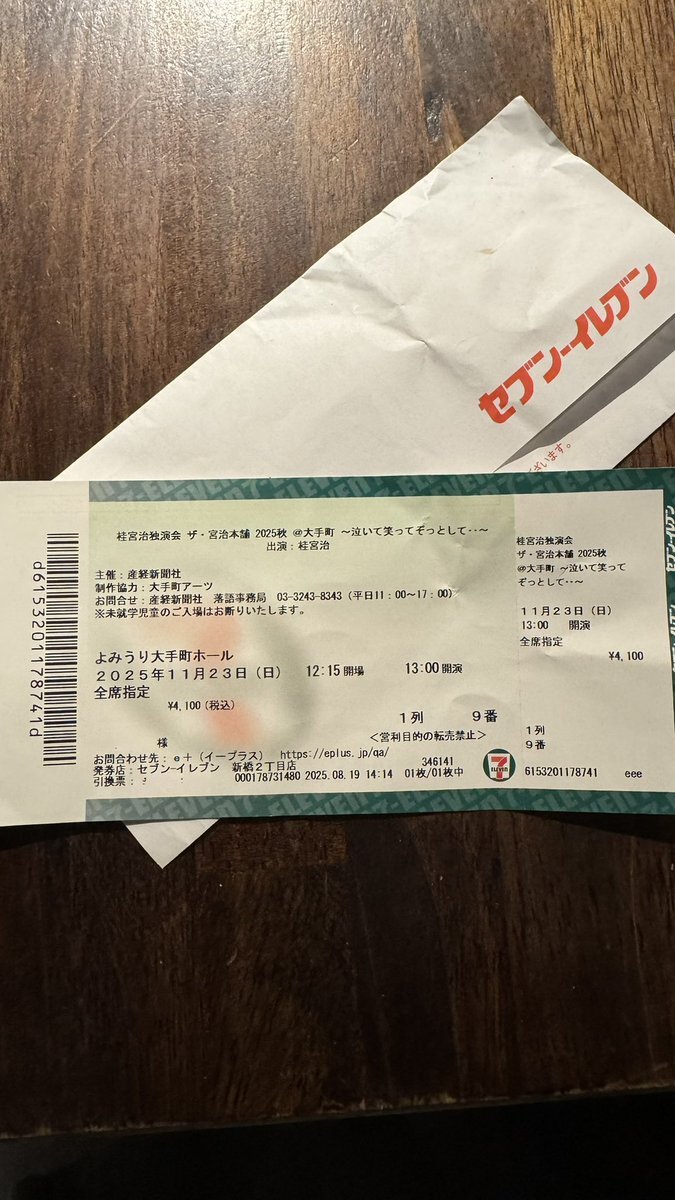 セブン-イレブン
ざいます。
桂宮治独演会 ザ・宮治本舗 2025秋 @大手町 ～泣いて笑ってぞっとして‥～
出演：桂宮治
主催：産経新聞社
制作協力：大手町アーツ
お問合せ：産経新聞社 落語事務局 03-3243-8343（平日11：00～17：00）
※未就学児童のご入場はお断りいたします。
よみうり大手町ホール
2025年11月23日（日） 12:15開場 13:00開演
全席指定
¥4,100（税込）
1列 9番
様 ＜営利目的の転売禁止＞
お問合わせ先：e＋（イープラス） https://eplus.jp/qa/
346141
発券店：セブン-イレブン 新橋2丁目店
引換票：
000178731480 2025.08.19 14:14 01枚/01枚中
7
ELEVEN
桂宮治独演会
ザ・宮治本舗 2025秋
@大手町 ～泣いて笑って
ぞっとして‥～
11月23日（日）
13:00 開演
全席指定
¥4,100
1列
9番
6153201178741 eee
d6153201178741d